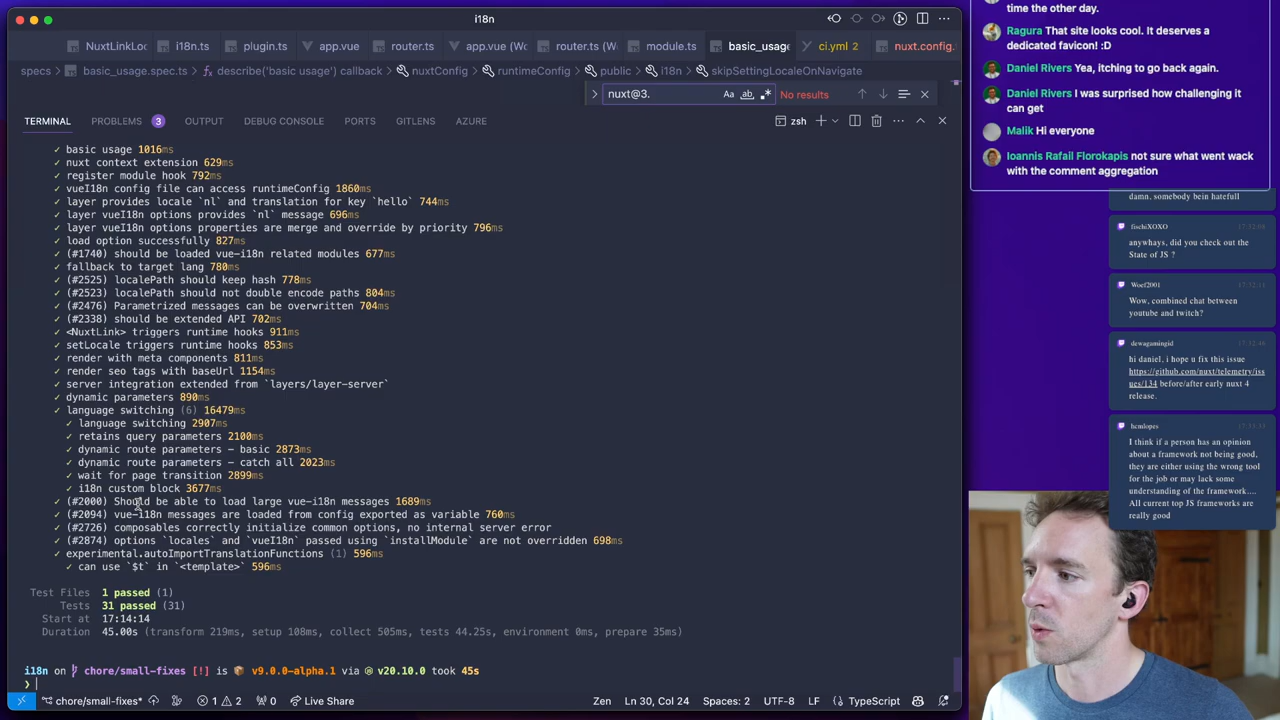 i18n
NuxtLinkLoc
i18n.ts
plugin.ts
app.vue
router.ts
app.vue (Wo
router.ts (W
module.ts
basic_usage
ci.yml 2
nuxt.config.
specs > basic_usage.spec.ts > describe('basic usage') callback > nuxtConfig > runtimeConfig > public > i18n > skipSettingLocaleOnNavigate
nuxt@3.
Aa
ab
No results
TERMINAL
PROBLEMS 3
OUTPUT
DEBUG CONSOLE
PORTS
GITLENS
AZURE
zsh
✓ basic usage 1016ms
✓ nuxt context extension 629ms
✓ register module hook 792ms
✓ vueI18n config file can access runtimeConfig 1860ms
✓ layer provides locale `nl` and translation for key `hello` 744ms
✓ layer vueI18n options provides `nl` message 696ms
✓ layer vueI18n options properties are merge and override by priority 796ms
✓ load option successfully 827ms
✓ (#1740) should be loaded vue-i18n related modules 677ms
✓ fallback to target lang 780ms
✓ (#2525) localePath should keep hash 778ms
✓ (#2523) localePath should not double encode paths 804ms
✓ (#2476) Parametrized messages can be overwritten 704ms
✓ (#2338) should be extended API 702ms
✓ <NuxtLink> triggers runtime hooks 911ms
✓ setLocale triggers runtime hooks 853ms
✓ render with meta components 811ms
✓ render seo tags with baseUrl 1154ms
✓ server integration extended from `layers/layer-server`
✓ dynamic parameters 890ms
✓ language switching (6) 16479ms
✓ language switching 2907ms
✓ retains query parameters 2100ms
✓ dynamic route parameters - basic 2873ms
✓ dynamic route parameters - catch all 2023ms
✓ wait for page transition 2899ms
✓ i18n custom block 3677ms
✓ (#2000) Should be able to load large vue-i18n messages 1689ms
✓ (#2094) vue-i18n messages are loaded from config exported as variable 760ms
✓ (#2726) composables correctly initialize common options, no internal server error
✓ (#2874) options `locales` and `vueI18n` passed using `installModule` are not overridden 698ms
✓ experimental.autoImportTranslationFunctions (1) 596ms
✓ can use `$t` in `<template>` 596ms
Test Files 1 passed (1)
Tests 31 passed (31)
Start at 17:14:14
Duration 45.00s (transform 219ms, setup 108ms, collect 505ms, tests 44.25s, environment 0ms, prepare 35ms)
i18n on chore/small-fixes [!] is v9.0.0-alpha.1 via v20.10.0 took 45s
❯
chore/small-fixes*
1 2
0
Live Share
Zen
Ln 30, Col 24
Spaces: 2
UTF-8
LF
TypeScript
time the other day.
Ragura That site looks cool. It deserves a
dedicated favicon! :D
Daniel Rivers Yea, itching to go back again.
Daniel Rivers I was surprised how challenging it
can get
Malik Hi everyone
Ioannis Rafail Florokapis not sure what went wack
with the comment aggregation
damn, somebody bein hatefull
fischiXOXO
anywhays, did you check out the
State of JS ?
Woef2001
Wow, combined chat between
youtube and twitch?
dewagamingid
hi daniel, i hope u fix this issue
https://github.com/nuxt/telemetry/iss
ues/134 before/after early nuxt 4
release.
I think if a person has an opinion
about a framework not being good,
they are either using the wrong tool
for the job or may lack some
understanding of the framework....
All current top JS frameworks are
really good